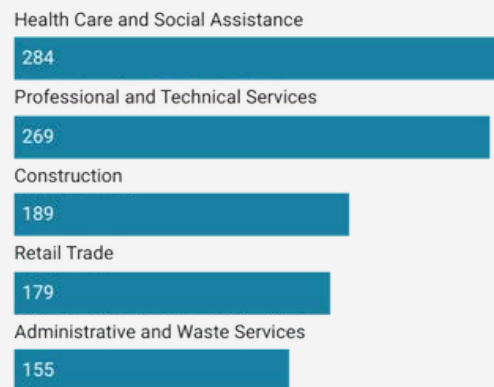 Health Care and Social Assistance
284
Professional and Technical Services
269
Construction
189
Retail Trade
179
Administrative and Waste Services
155